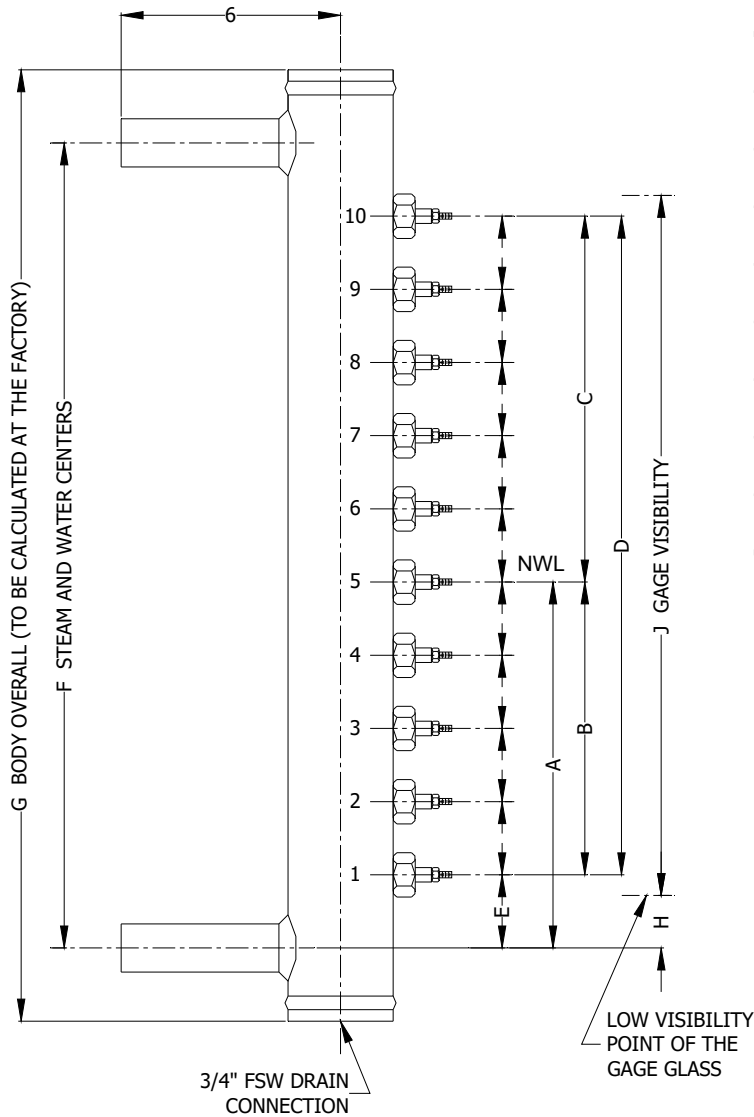 6
G BODY OVERALL (TO BE CALCULATED AT THE FACTORY)
F STEAM AND WATER CENTERS
10
9
8
7
6
5
4
3
2
1
NWL
E
A
B
C
D
J GAGE VISIBILITY
H
LOW VISIBILITY
POINT OF THE
GAGE GLASS
3/4" FSW DRAIN
CONNECTION